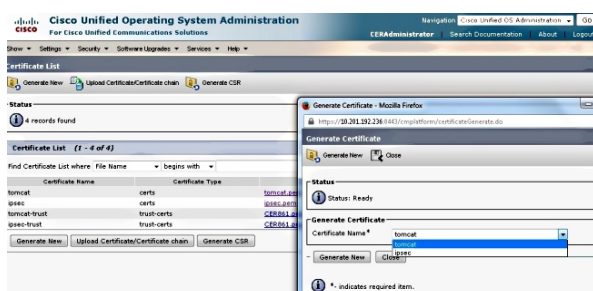 CISCO
Cisco Unified Operating System Administration
For Cisco Unified Communications Solutions
Navigation Cisco Unified OS Administration Go
CERAdministrator Search Documentation About Logout
Show Settings Security Software Upgrades Services Help
Certificate List
Generate New Upload Certificate/Certificate chain Generate CSR
Status
4 records found
Certificate List (1 - 4 of 4)
Find Certificate List where File Name begins with
Certificate Name Certificate Type
tomcat certs tomcat.pe
ipsec certs ipsec.pem
tomcat-trust trust-certs CER861.p
ipsec-trust trust-certs CER861.p
Generate New Upload Certificate/Certificate chain Generate CSR
Generate Certificate - Mozilla Firefox
https://10.201.192.236:8443/cmplatform/certificateGenerate.do
Generate Certificate
Generate New Close
Status
Status: Ready
Generate Certificate
Certificate Name* tomcat
tomcat
ipsec
Generate New Close
*- indicates required item.